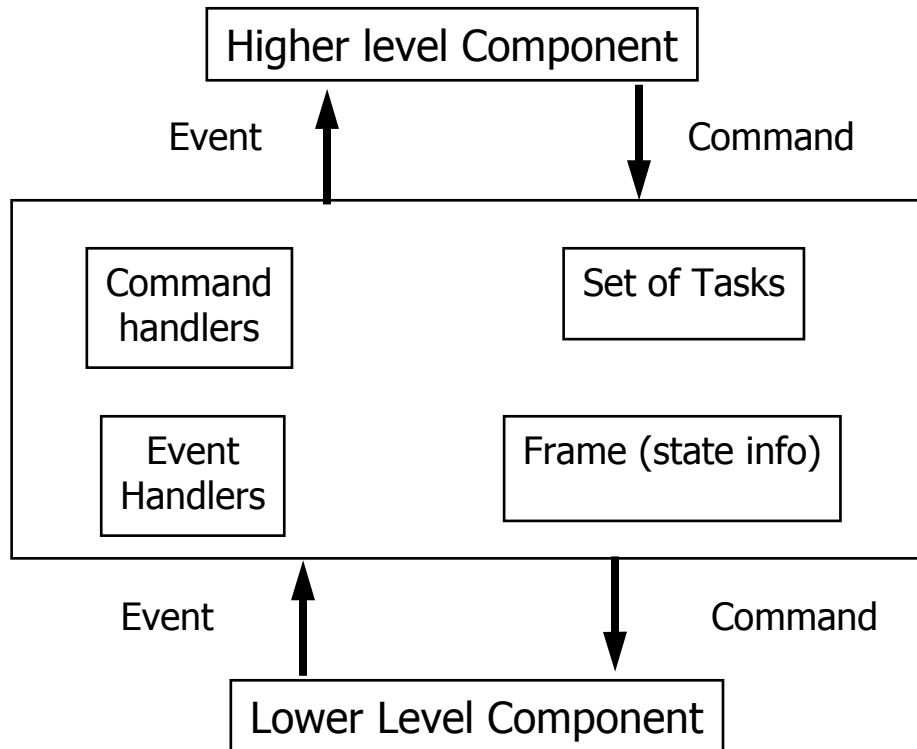 Higher level Component
Event
Command
Command
handlers
Set of Tasks
Event
Handlers
Frame (state info)
Event
Command
Lower Level Component